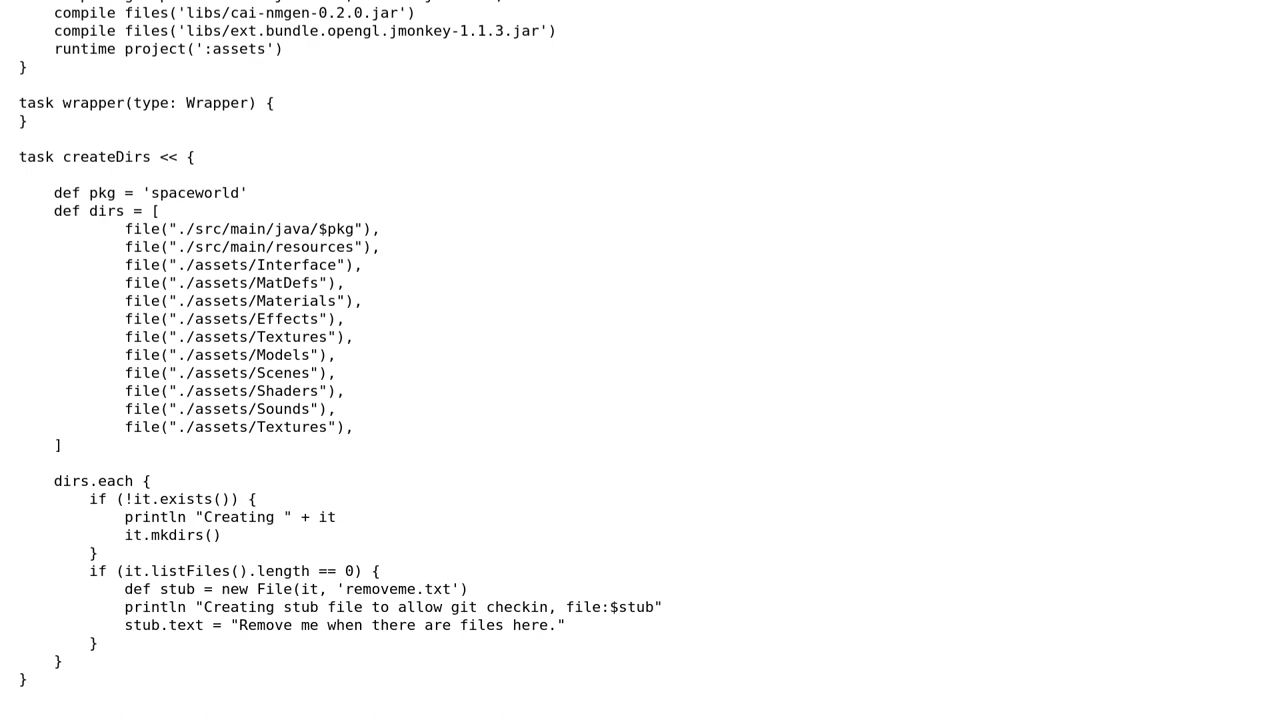 compile files('libs/cai-nmgen-0.2.0.jar')
compile files('libs/ext.bundle.opengl.jmonkey-1.1.3.jar')
runtime project(':assets')
}
task wrapper(type: Wrapper) {
}
task createDirs << {
def pkg = 'spaceworld'
def dirs = [
file("./src/main/java/$pkg"),
file("./src/main/resources"),
file("./assets/Interface"),
file("./assets/MatDefs"),
file("./assets/Materials"),
file("./assets/Effects"),
file("./assets/Textures"),
file("./assets/Models"),
file("./assets/Scenes"),
file("./assets/Shaders"),
file("./assets/Sounds"),
file("./assets/Textures"),
]
dirs.each {
if (!it.exists()) {
println "Creating " + it
it.mkdirs()
}
if (it.listFiles().length == 0) {
def stub = new File(it, 'removeme.txt')
println "Creating stub file to allow git checkin, file:$stub"
stub.text = "Remove me when there are files here."
}
}
}